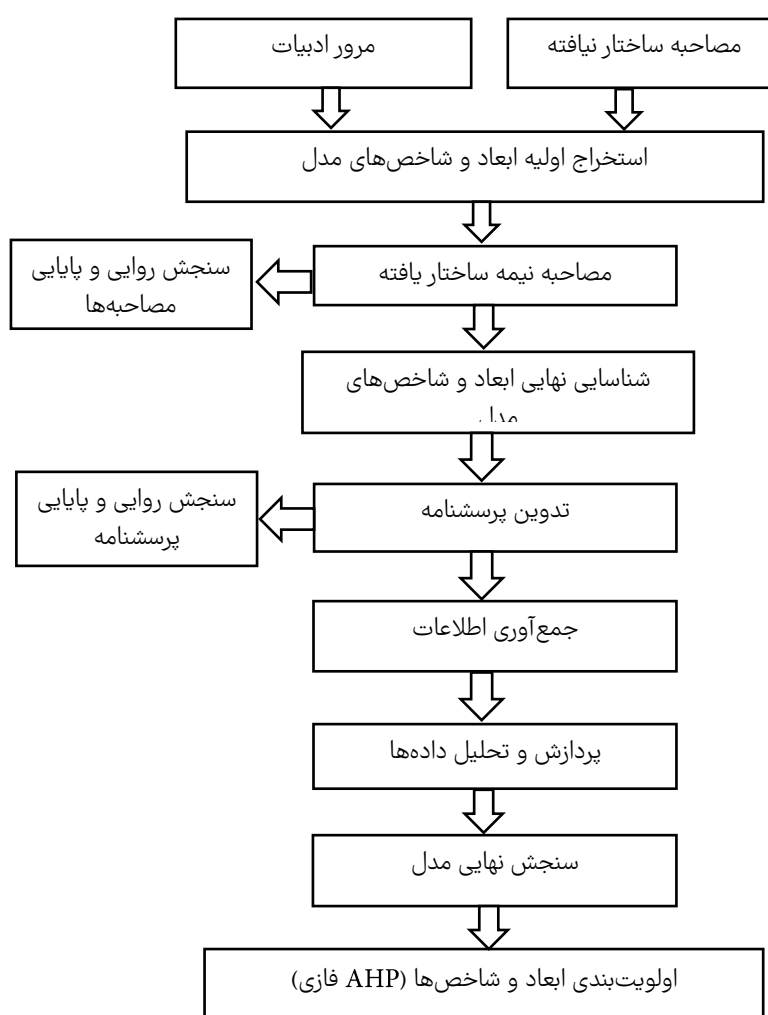 مصاحبه ساختار نیافته
مرور ادبیات
استخراج اولیه ابعاد و شاخص‌های مدل
مصاحبه نیمه ساختار یافته
سنجش روایی و پایایی
مصاحبه‌ها
شناسایی نهایی ابعاد و شاخص‌های
مدل
تدوین پرسشنامه
سنجش روایی و پایایی
پرسشنامه
جمع‌آوری اطلاعات
پردازش و تحلیل داده‌ها
سنجش نهایی مدل
اولویت‌بندی ابعاد و شاخص‌ها (AHP فازی)